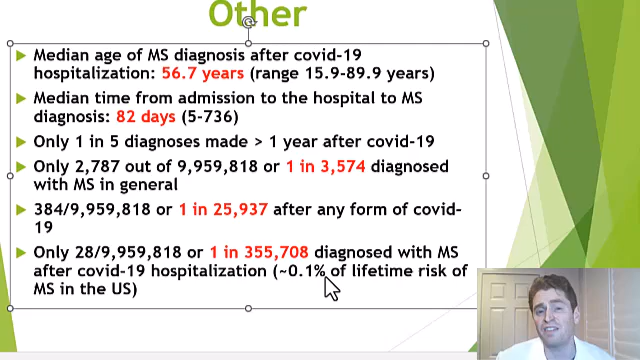 Other
Median age of MS diagnosis after covid-19
hospitalization: 56.7 years (range 15.9-89.9 years)
Median time from admission to the hospital to MS
diagnosis: 82 days (5-736)
Only 1 in 5 diagnoses made > 1 year after covid-19
Only 2,787 out of 9,959,818 or 1 in 3,574 diagnosed
with MS in general
384/9,959,818 or 1 in 25,937 after any form of covid-
19
Only 28/9,959,818 or 1 in 355,708 diagnosed with MS
after covid-19 hospitalization (~0.1% of lifetime risk of
MS in the US)